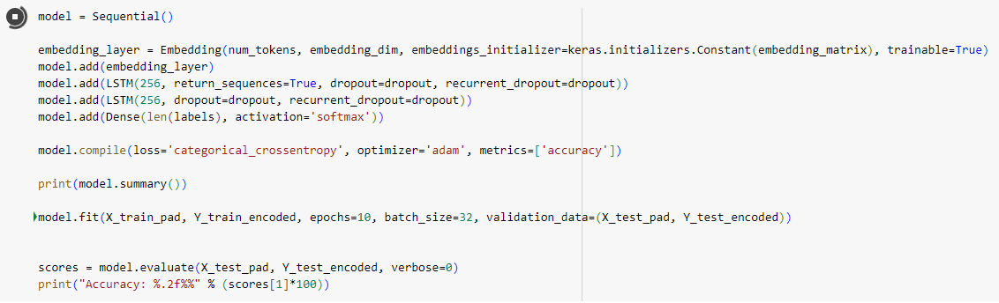 model = Sequential()
embedding_layer = Embedding(num_tokens, embedding_dim, embeddings_initializer=keras.initializers.Constant(embedding_matrix), trainable=True)
model.add(embedding_layer)
model.add(LSTM(256, return_sequences=True, dropout=dropout, recurrent_dropout=dropout))
model.add(LSTM(256, dropout=dropout, recurrent_dropout=dropout))
model.add(Dense(len(labels), activation='softmax'))
model.compile(loss='categorical_crossentropy', optimizer='adam', metrics=['accuracy'])
print(model.summary())
model.fit(X_train_pad, Y_train_encoded, epochs=10, batch_size=32, validation_data=(X_test_pad, Y_test_encoded))
scores = model.evaluate(X_test_pad, Y_test_encoded, verbose=0)
print("Accuracy: %.2f%%" % (scores[1]*100))